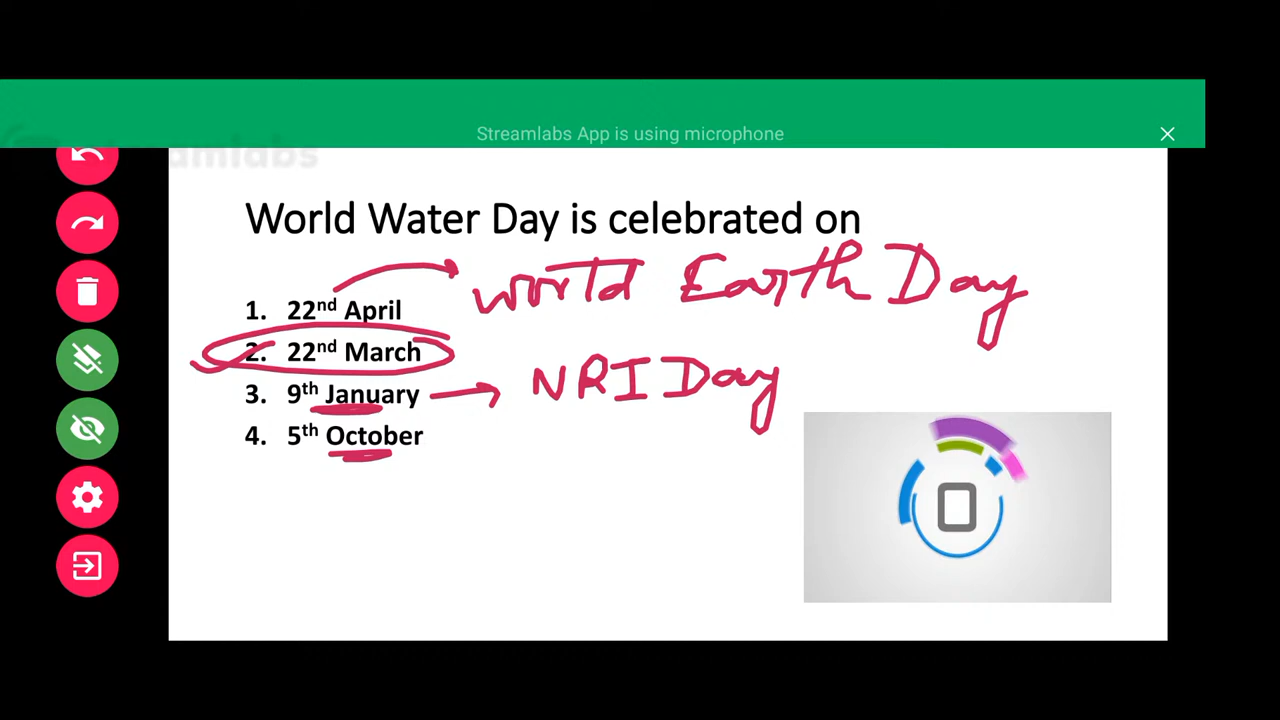 Streamlabs App is using microphone
amlabs
World Water Day is celebrated on
1. 22nd April → World Earth Day
2. 22nd March
3. 9th January → NRI Day
4. 5th October